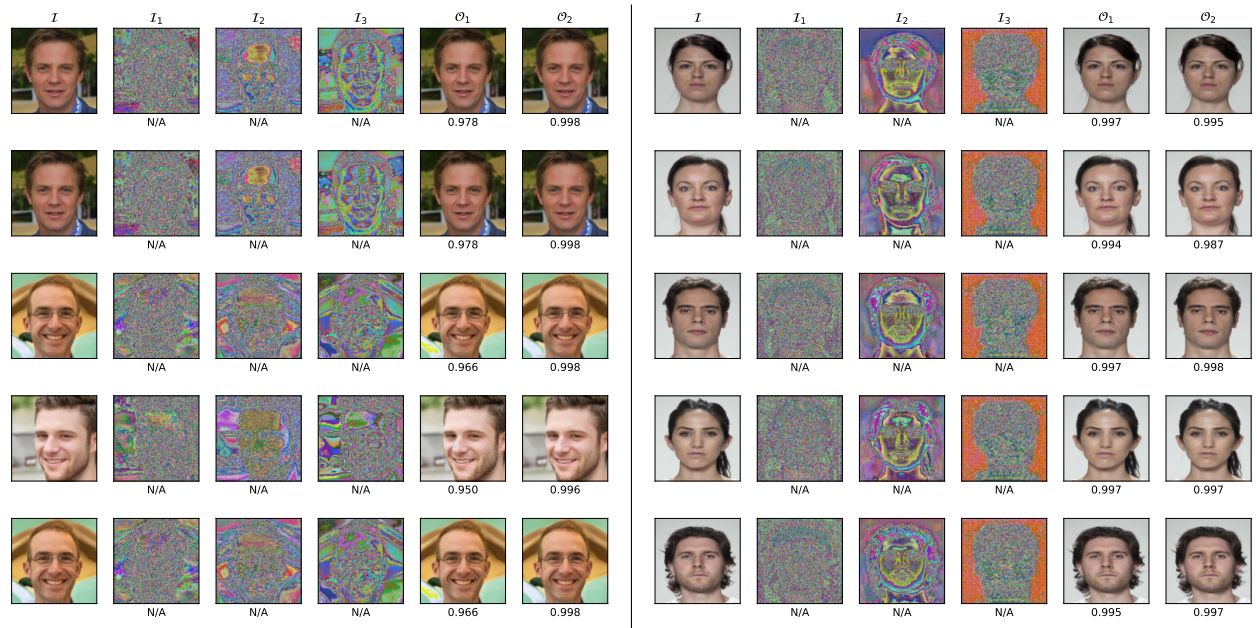 ℐ ℐ₁ ℐ₂ ℐ₃ 𝒪₁ 𝒪₂ ℐ ℐ₁ ℐ₂ ℐ₃ 𝒪₁ 𝒪₂
N/A N/A N/A 0.978 0.998 N/A N/A N/A 0.997 0.995
N/A N/A N/A 0.978 0.998 N/A N/A N/A 0.994 0.987
N/A N/A N/A 0.966 0.998 N/A N/A N/A 0.997 0.998
N/A N/A N/A 0.950 0.996 N/A N/A N/A 0.997 0.997
N/A N/A N/A 0.966 0.998 N/A N/A N/A 0.995 0.997